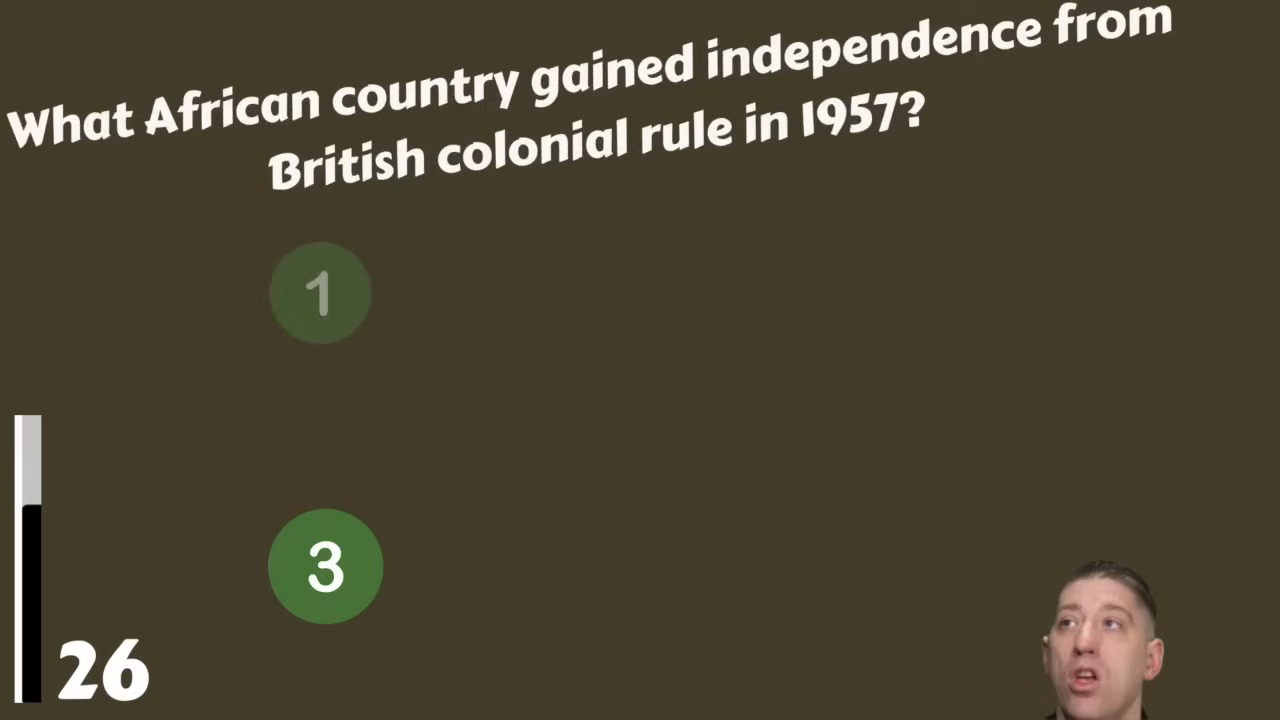 What African country gained independence from
British colonial rule in 1957?
1
3
26